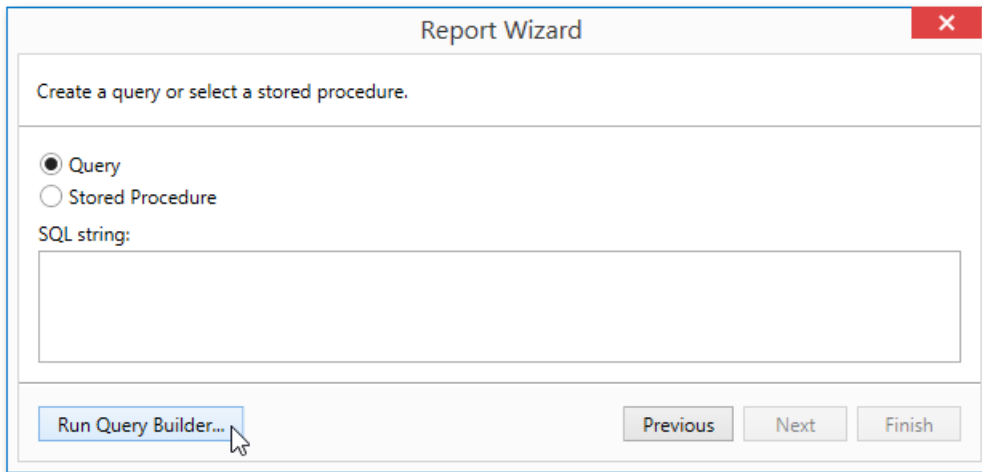 Report Wizard
Create a query or select a stored procedure.
Query
Stored Procedure
SQL string:
Run Query Builder... Previous Next Finish